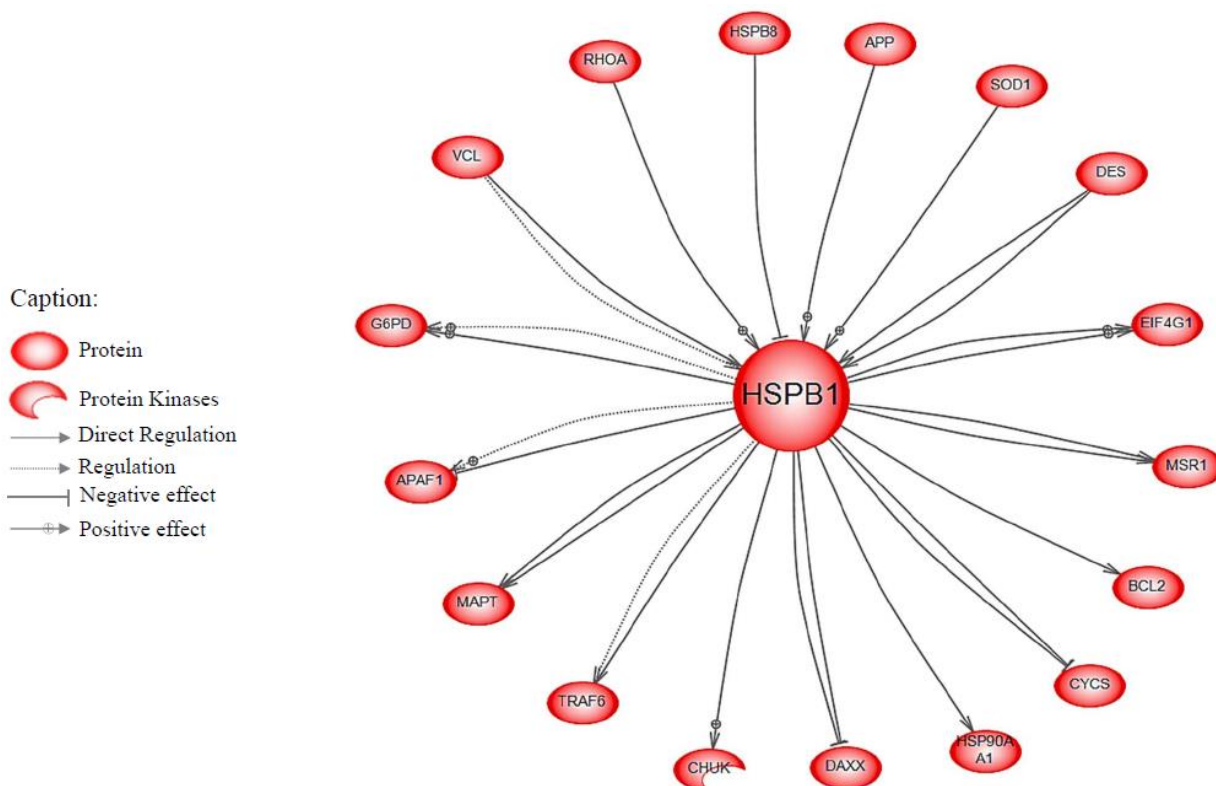 HSPB8
APP
RHOA
SOD1
VCL
DES
Caption:
Protein
Protein Kinases
Direct Regulation
Regulation
Negative effect
Positive effect
G6PD
EIF4G1
HSPB1
APAF1
MSR1
MAPT
BCL2
TRAF6
CYCS
CHUK
DAXX
HSP90A
A1